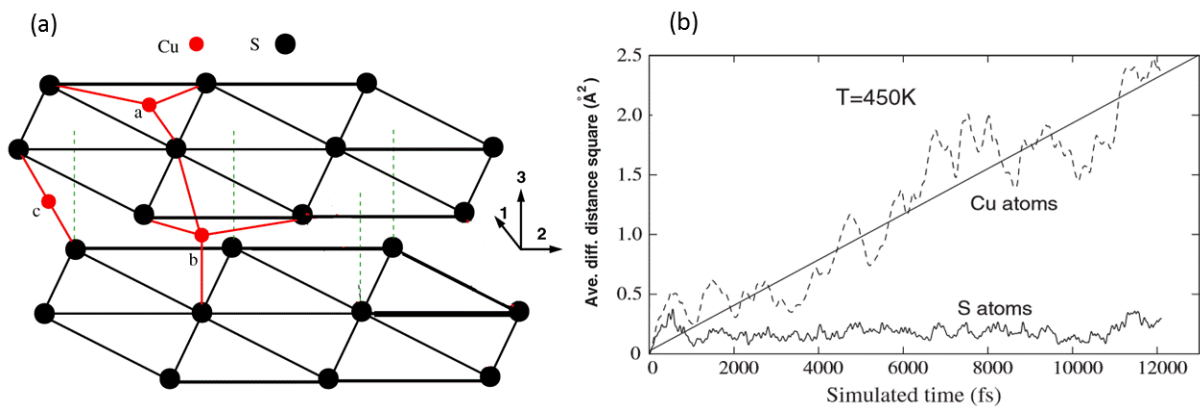 (a)
Cu
S
a
c
b
3
1
2
(b)
2.5
2.0
1.5
1.0
0.5
0
Ave. diff. distance square (Å²)
T=450K
Cu atoms
S atoms
0 2000 4000 6000 8000 10000 12000
Simulated time (fs)